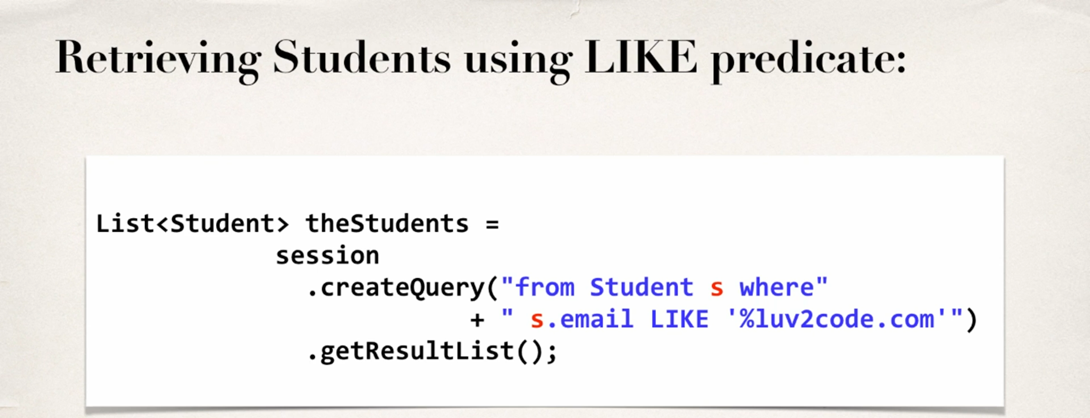 Retrieving Students using LIKE predicate:
List<Student> theStudents =
session
.createQuery("from Student s where"
+ " s.email LIKE '%luv2code.com'")
.getResultList();